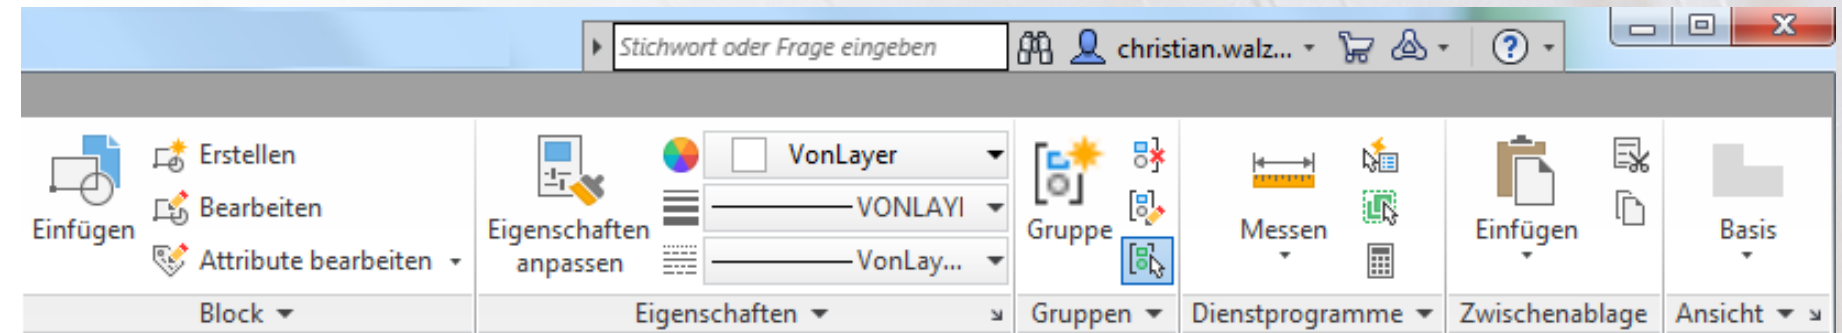 Stichwort oder Frage eingeben
christian.walz...
?
Einfügen
Erstellen
Bearbeiten
Attribute bearbeiten
Block
Eigenschaften
anpassen
VonLayer
VONLAYI
VonLay...
Eigenschaften
Gruppe
Gruppen
Messen
Dienstprogramme
Einfügen
Zwischenablage
Basis
Ansicht